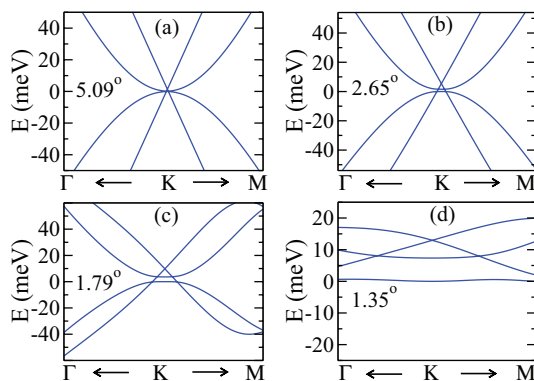 (a) (b)
E (meV) 40 20 0 -20 -40 5.09° E (meV) 40 20 0 -20 -40 2.65°
Γ ← K → M Γ ← K → M
(c) (d)
E (meV) 60 40 20 0 -20 -40 1.79° E (meV) 20 10 0 -10 -20 1.35°
Γ ← K → M Γ ← K → M